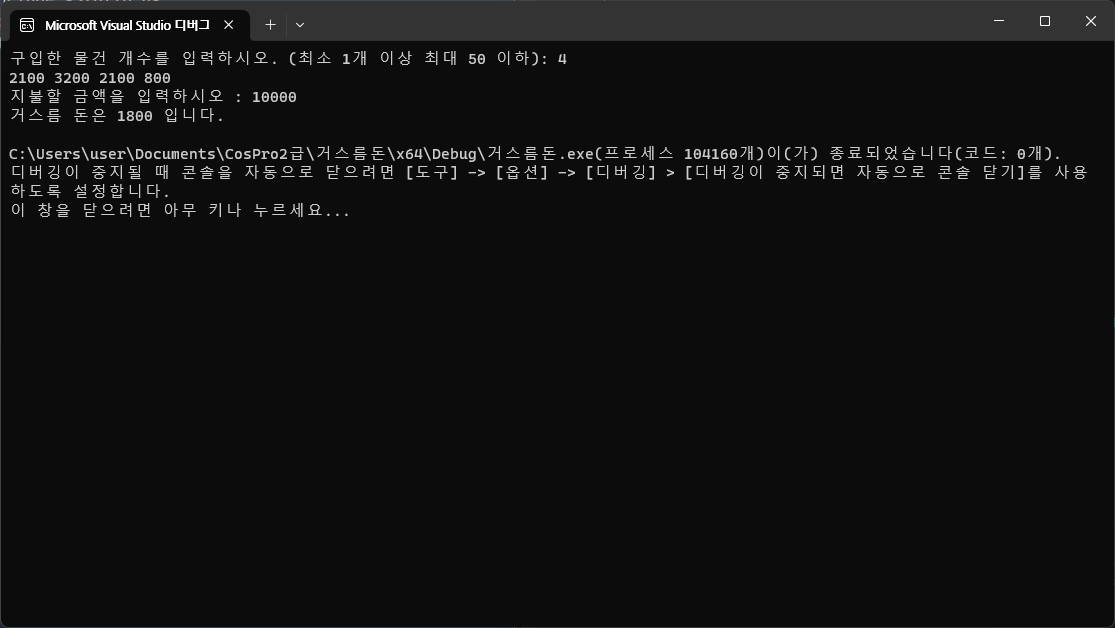 Microsoft Visual Studio 디버그
구입한 물건 개수를 입력하시오. (최소 1개 이상 최대 50 이하): 4
2100 3200 2100 800
지불할 금액을 입력하시오 : 10000
거스름 돈은 1800 입니다.
C:\Users\user\Documents\CosPro2급\거스름돈\x64\Debug\거스름돈.exe(프로세스 104160개)이(가) 종료되었습니다(코드: 0개).
디버깅이 중지될 때 콘솔을 자동으로 닫으려면 [도구] -> [옵션] -> [디버깅] > [디버깅이 중지되면 자동으로 콘솔 닫기]를 사용
하도록 설정합니다.
이 창을 닫으려면 아무 키나 누르세요...